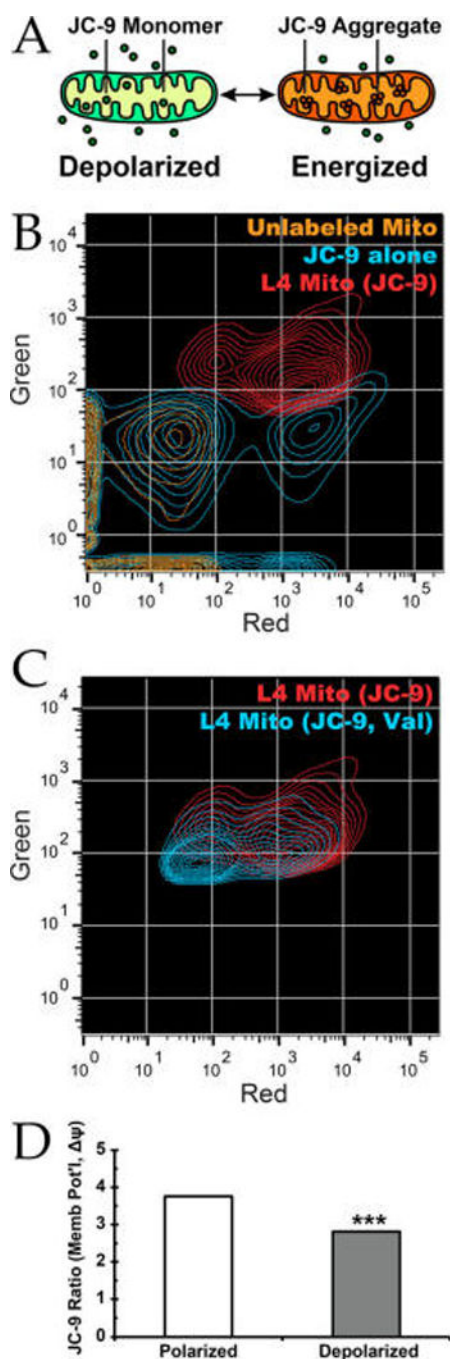 A
JC-9 Monomer
JC-9 Aggregate
Depolarized
Energized
B
Unlabeled Mito
JC-9 alone
L4 Mito (JC-9)
Green
10^4
10^3
10^2
10^1
10^0
10^0 10^1 10^2 10^3 10^4 10^5
Red
C
L4 Mito (JC-9)
L4 Mito (JC-9, Val)
Green
10^4
10^3
10^2
10^1
10^0
10^0 10^1 10^2 10^3 10^4 10^5
Red
D
JC-9 Ratio (Memb Pot'l, Δψ)
5
4
3
2
1
0
***
Polarized
Depolarized